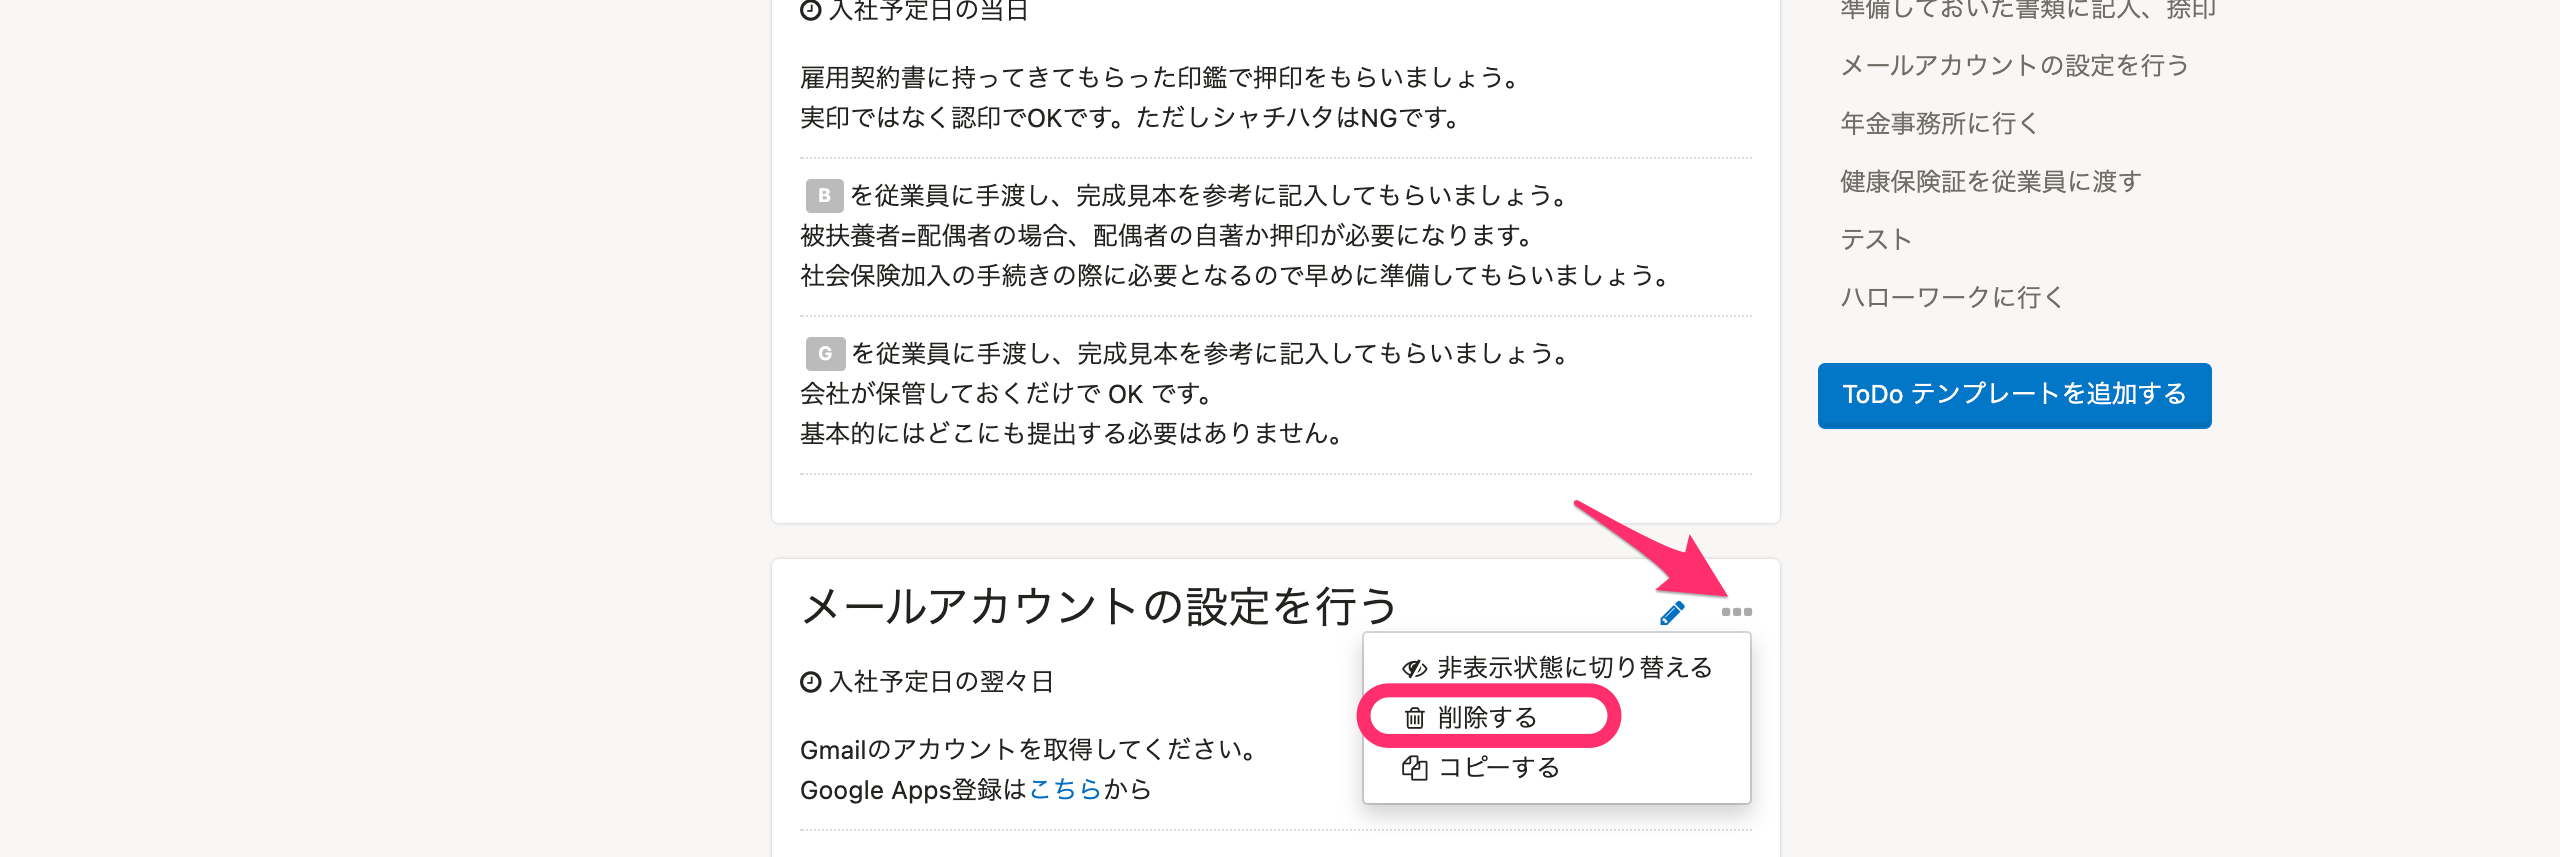 入社予定日の当日
雇用契約書に持ってきてもらった印鑑で押印をもらいましょう。
実印ではなく認印でOKです。ただしシャチハタはNGです。
B を従業員に手渡し、完成見本を参考に記入してもらいましょう。
被扶養者=配偶者の場合、配偶者の自著か押印が必要になります。
社会保険加入の手続きの際に必要となるので早めに準備してもらいましょう。
G を従業員に手渡し、完成見本を参考に記入してもらいましょう。
会社が保管しておくだけで OK です。
基本的にはどこにも提出する必要はありません。
メールアカウントの設定を行う
入社予定日の翌々日
Gmailのアカウントを取得してください。
Google Apps登録はこちらから
非表示状態に切り替える
削除する
コピーする
準備しておいた書類に記入、捺印
メールアカウントの設定を行う
年金事務所に行く
健康保険証を従業員に渡す
テスト
ハローワークに行く
ToDo テンプレートを追加する